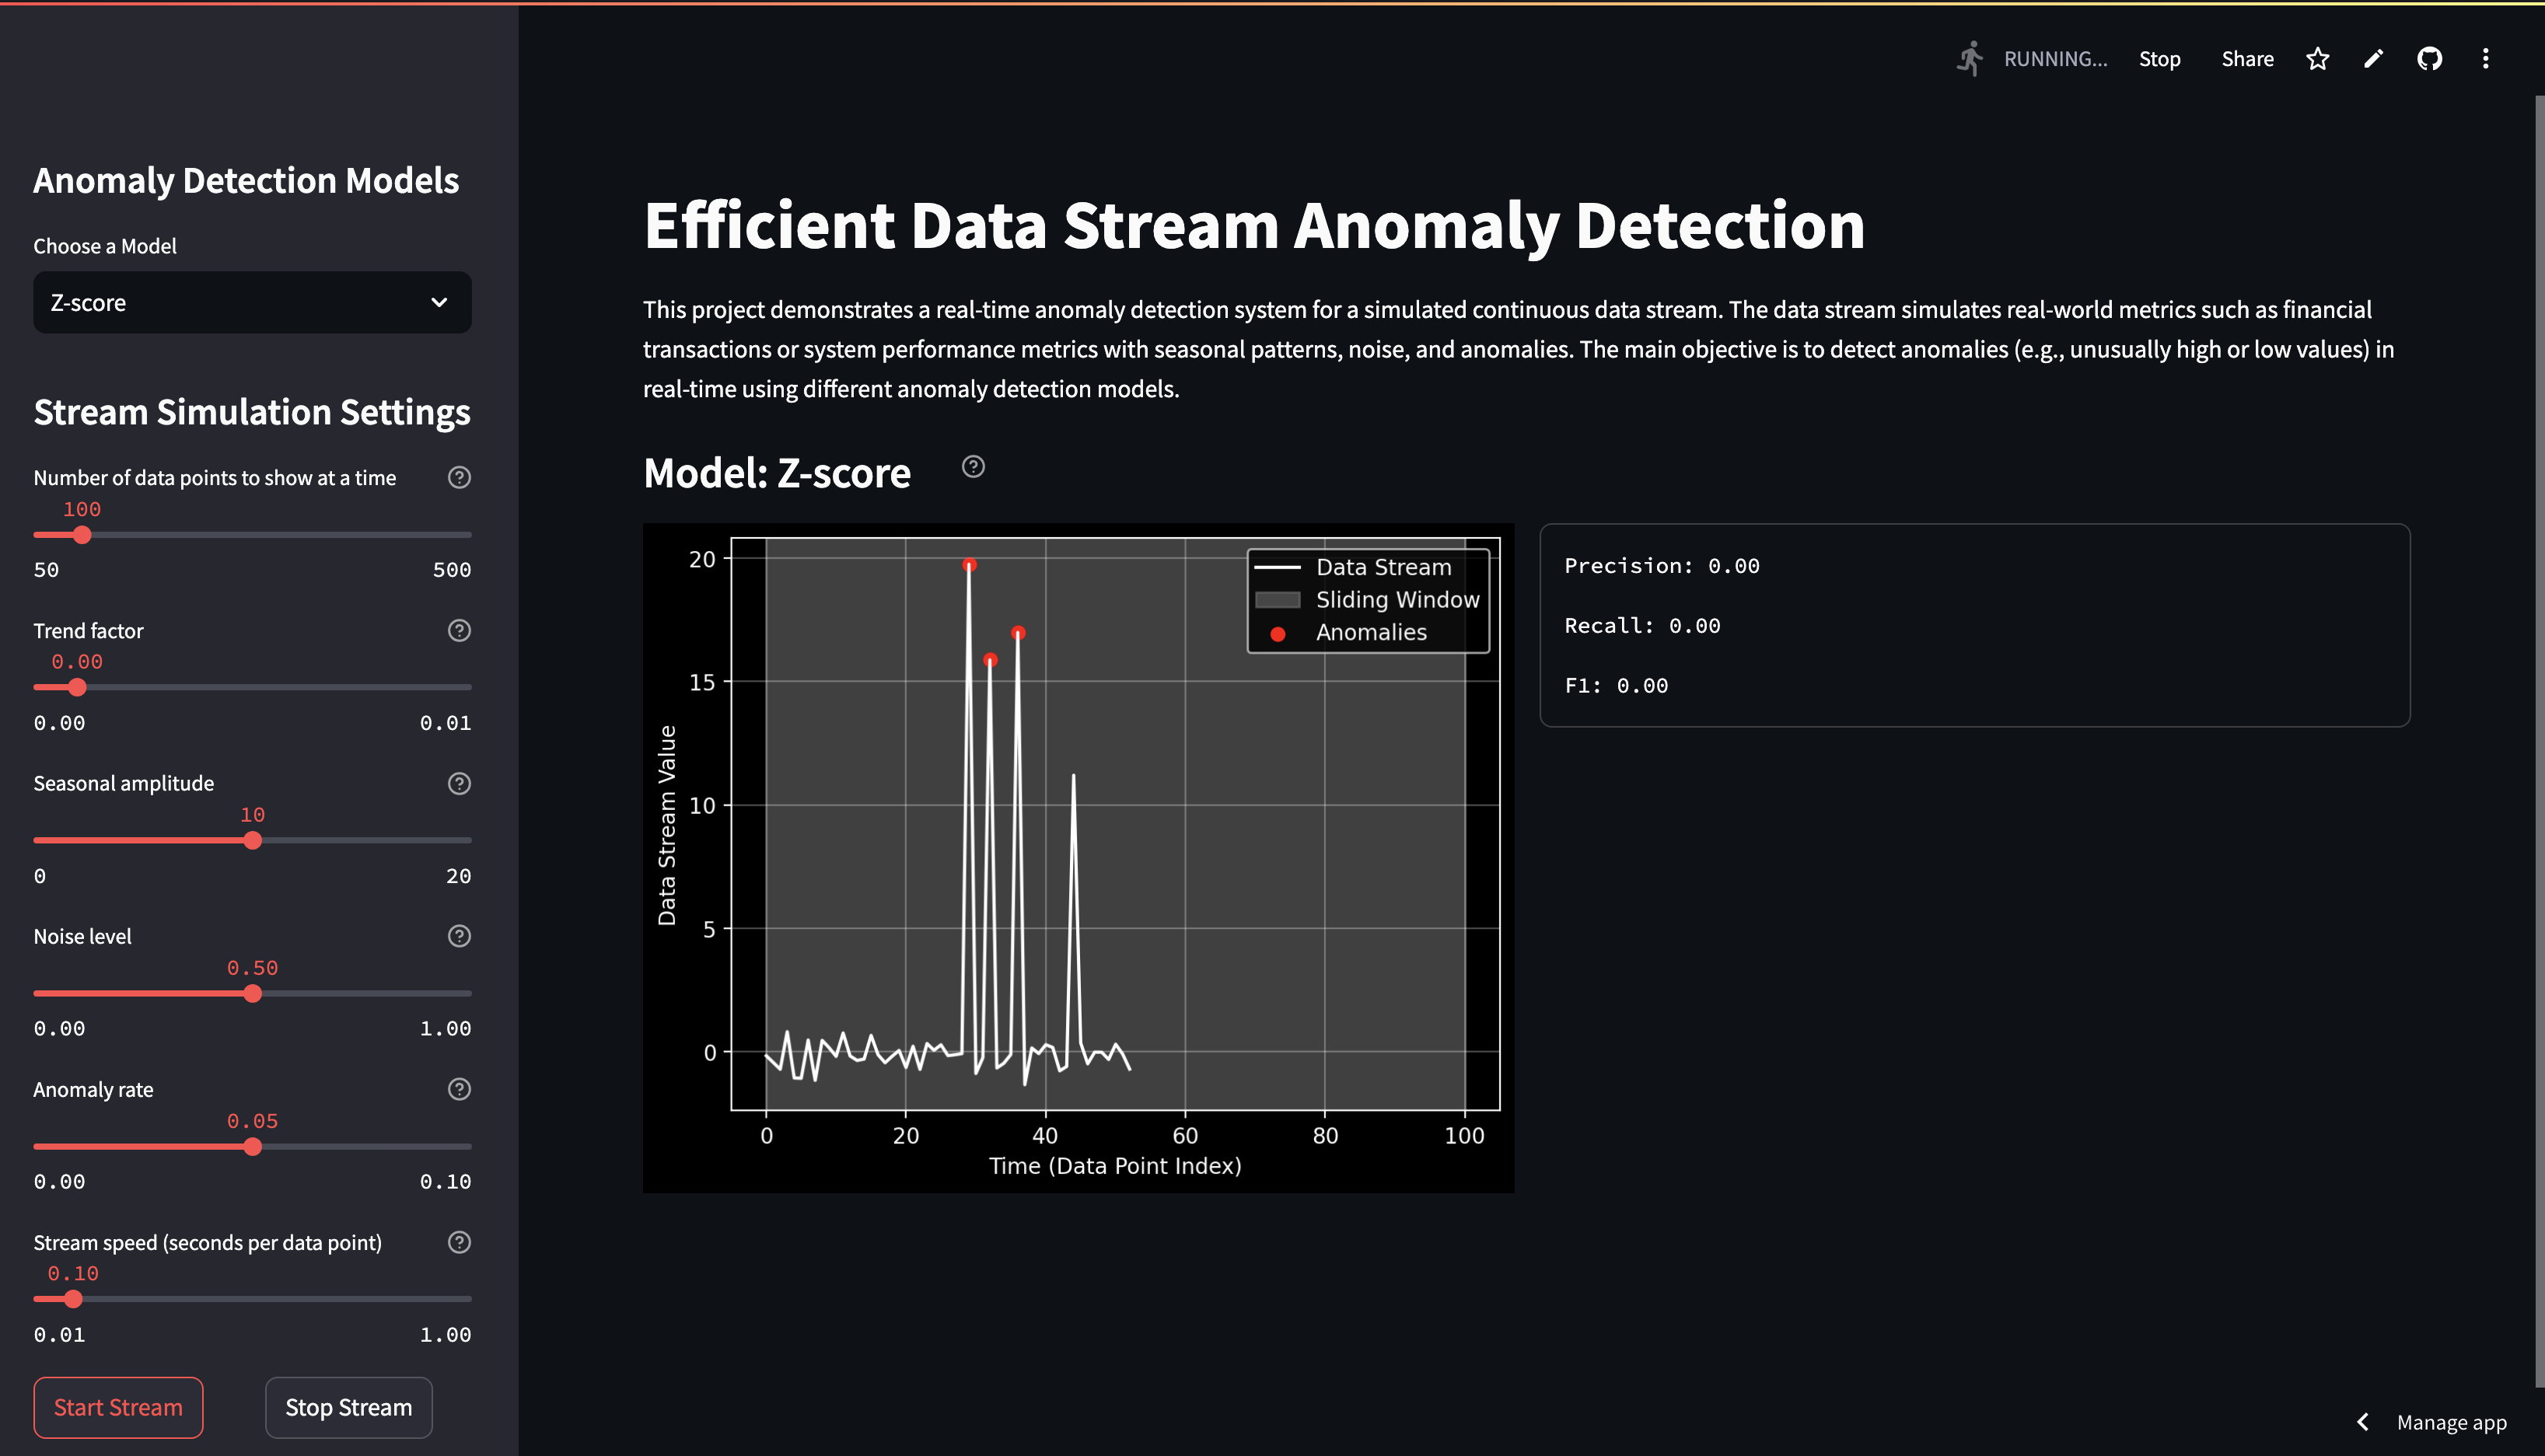 RUNNING...
Stop
Share
Anomaly Detection Models
Choose a Model
Z-score
Stream Simulation Settings
Number of data points to show at a time
100
50
500
Trend factor
0.00
0.00
0.01
Seasonal amplitude
10
0
20
Noise level
0.50
0.00
1.00
Anomaly rate
0.05
0.00
0.10
Stream speed (seconds per data point)
0.10
0.01
1.00
Start Stream
Stop Stream
Efficient Data Stream Anomaly Detection
This project demonstrates a real-time anomaly detection system for a simulated continuous data stream. The data stream simulates real-world metrics such as financial
transactions or system performance metrics with seasonal patterns, noise, and anomalies. The main objective is to detect anomalies (e.g., unusually high or low values) in
real-time using different anomaly detection models.
Model: Z-score
Data Stream Value
20
15
10
5
0
Data Stream
Sliding Window
Anomalies
0
20
40
60
80
100
Time (Data Point Index)
Precision: 0.00
Recall: 0.00
F1: 0.00
Manage app